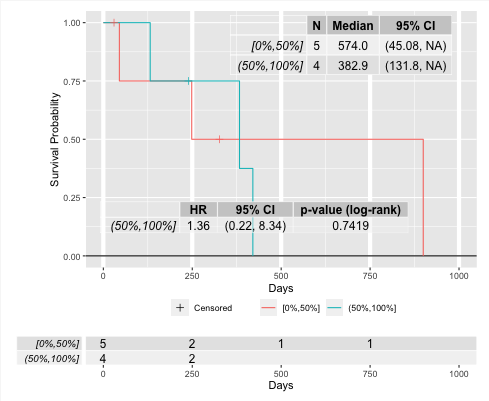 N Median 95% CI
[0%,50%] 5 574.0 (45.08, NA)
(50%,100%] 4 382.9 (131.8, NA)
1.00
0.75
0.50
0.25
0.00
Survival Probability
HR 95% CI p-value (log-rank)
(50%,100%] 1.36 (0.22, 8.34) 0.7419
0 250 500 750 1000
Days
Censored [0%,50%] (50%,100%]
[0%,50%] 5 2 1 1
(50%,100%] 4 2
0 250 500 750 1000
Days